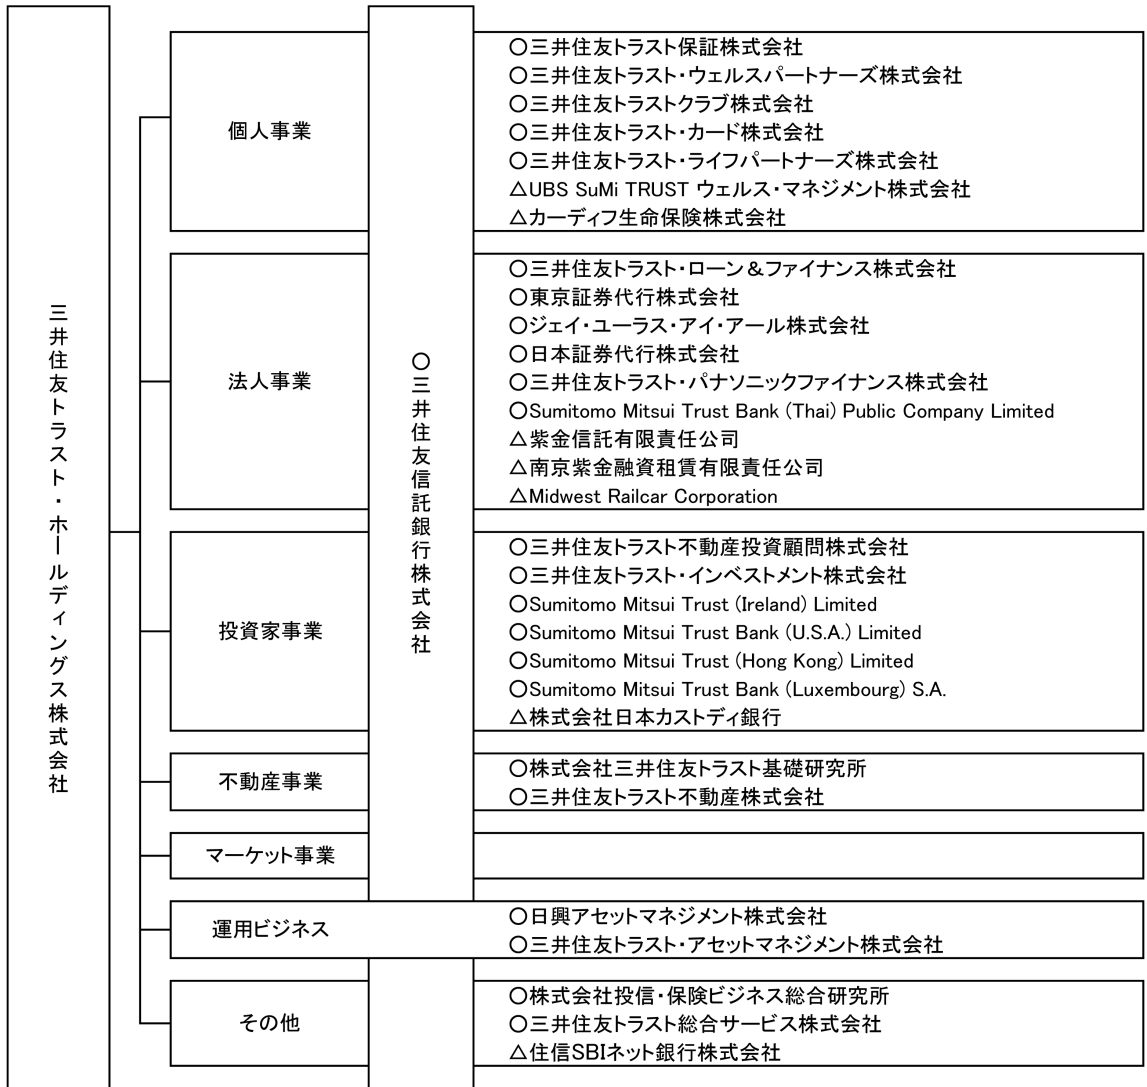 三井住友トラスト・ホールディングス株式会社
○三井住友信託銀行株式会社
個人事業
○三井住友トラスト保証株式会社
○三井住友トラスト・ウェルスパートナーズ株式会社
○三井住友トラストクラブ株式会社
○三井住友トラスト・カード株式会社
○三井住友トラスト・ライフパートナーズ株式会社
△UBS SuMi TRUST ウェルス・マネジメント株式会社
△カーディフ生命保険株式会社
法人事業
○三井住友トラスト・ローン＆ファイナンス株式会社
○東京証券代行株式会社
○ジェイ・ユーラス・アイ・アール株式会社
○日本証券代行株式会社
○三井住友トラスト・パナソニックファイナンス株式会社
○Sumitomo Mitsui Trust Bank (Thai) Public Company Limited
△紫金信託有限責任公司
△南京紫金融資租賃有限責任公司
△Midwest Railcar Corporation
投資家事業
○三井住友トラスト不動産投資顧問株式会社
○三井住友トラスト・インベストメント株式会社
○Sumitomo Mitsui Trust (Ireland) Limited
○Sumitomo Mitsui Trust Bank (U.S.A.) Limited
○Sumitomo Mitsui Trust (Hong Kong) Limited
○Sumitomo Mitsui Trust Bank (Luxembourg) S.A.
△株式会社日本カストディ銀行
不動産事業
○株式会社三井住友トラスト基礎研究所
○三井住友トラスト不動産株式会社
マーケット事業
運用ビジネス
○日興アセットマネジメント株式会社
○三井住友トラスト・アセットマネジメント株式会社
その他
○株式会社投信・保険ビジネス総合研究所
○三井住友トラスト総合サービス株式会社
△住信SBIネット銀行株式会社